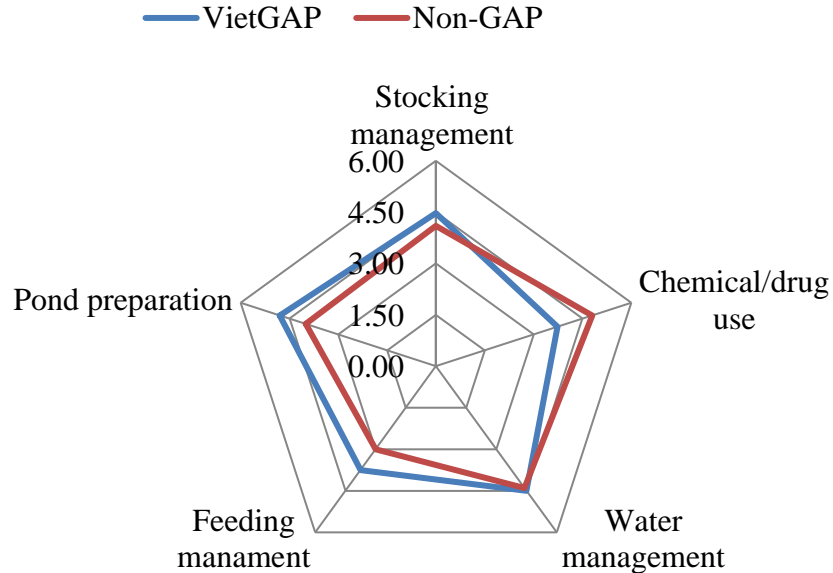 VietGAP Non-GAP
Stocking
management
6.00
4.50
3.00
1.50
0.00
Chemical/drug
use
Water
management
Feeding
manament
Pond preparation